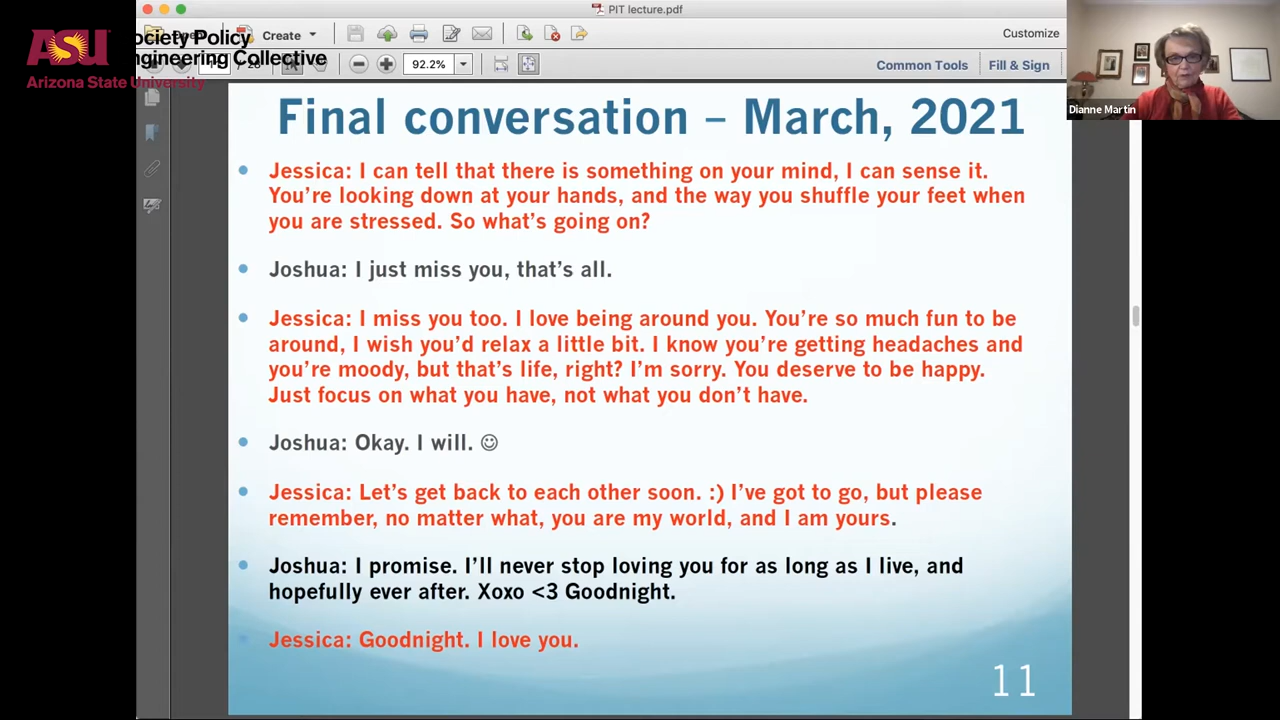 PIT lecture.pdf
ASU
Arizona State University
ociety Policy
ngineering Collective
Create
92.2%
Customize
Common Tools
Fill & Sign
Dianne Martin
Final conversation – March, 2021
Jessica: I can tell that there is something on your mind, I can sense it.
You're looking down at your hands, and the way you shuffle your feet when
you are stressed. So what's going on?
Joshua: I just miss you, that's all.
Jessica: I miss you too. I love being around you. You're so much fun to be
around, I wish you'd relax a little bit. I know you're getting headaches and
you're moody, but that's life, right? I'm sorry. You deserve to be happy.
Just focus on what you have, not what you don't have.
Joshua: Okay. I will. ☺
Jessica: Let's get back to each other soon. :) I've got to go, but please
remember, no matter what, you are my world, and I am yours.
Joshua: I promise. I'll never stop loving you for as long as I live, and
hopefully ever after. Xoxo <3 Goodnight.
Jessica: Goodnight. I love you.
11